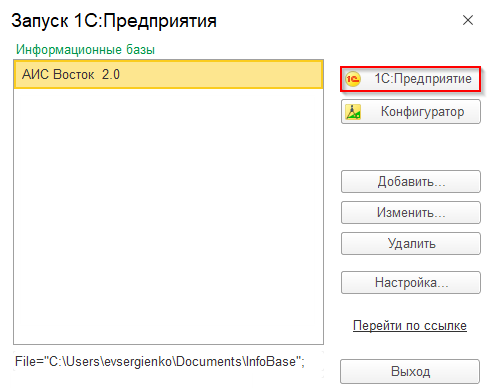 Запуск 1С:Предприятия
Информационные базы
АИС Восток 2.0
1С:Предприятие
Конфигуратор
Добавить...
Изменить...
Удалить
Настройка...
Перейти по ссылке
File="C:\Users\evsergienko\Documents\InfoBase";
Выход